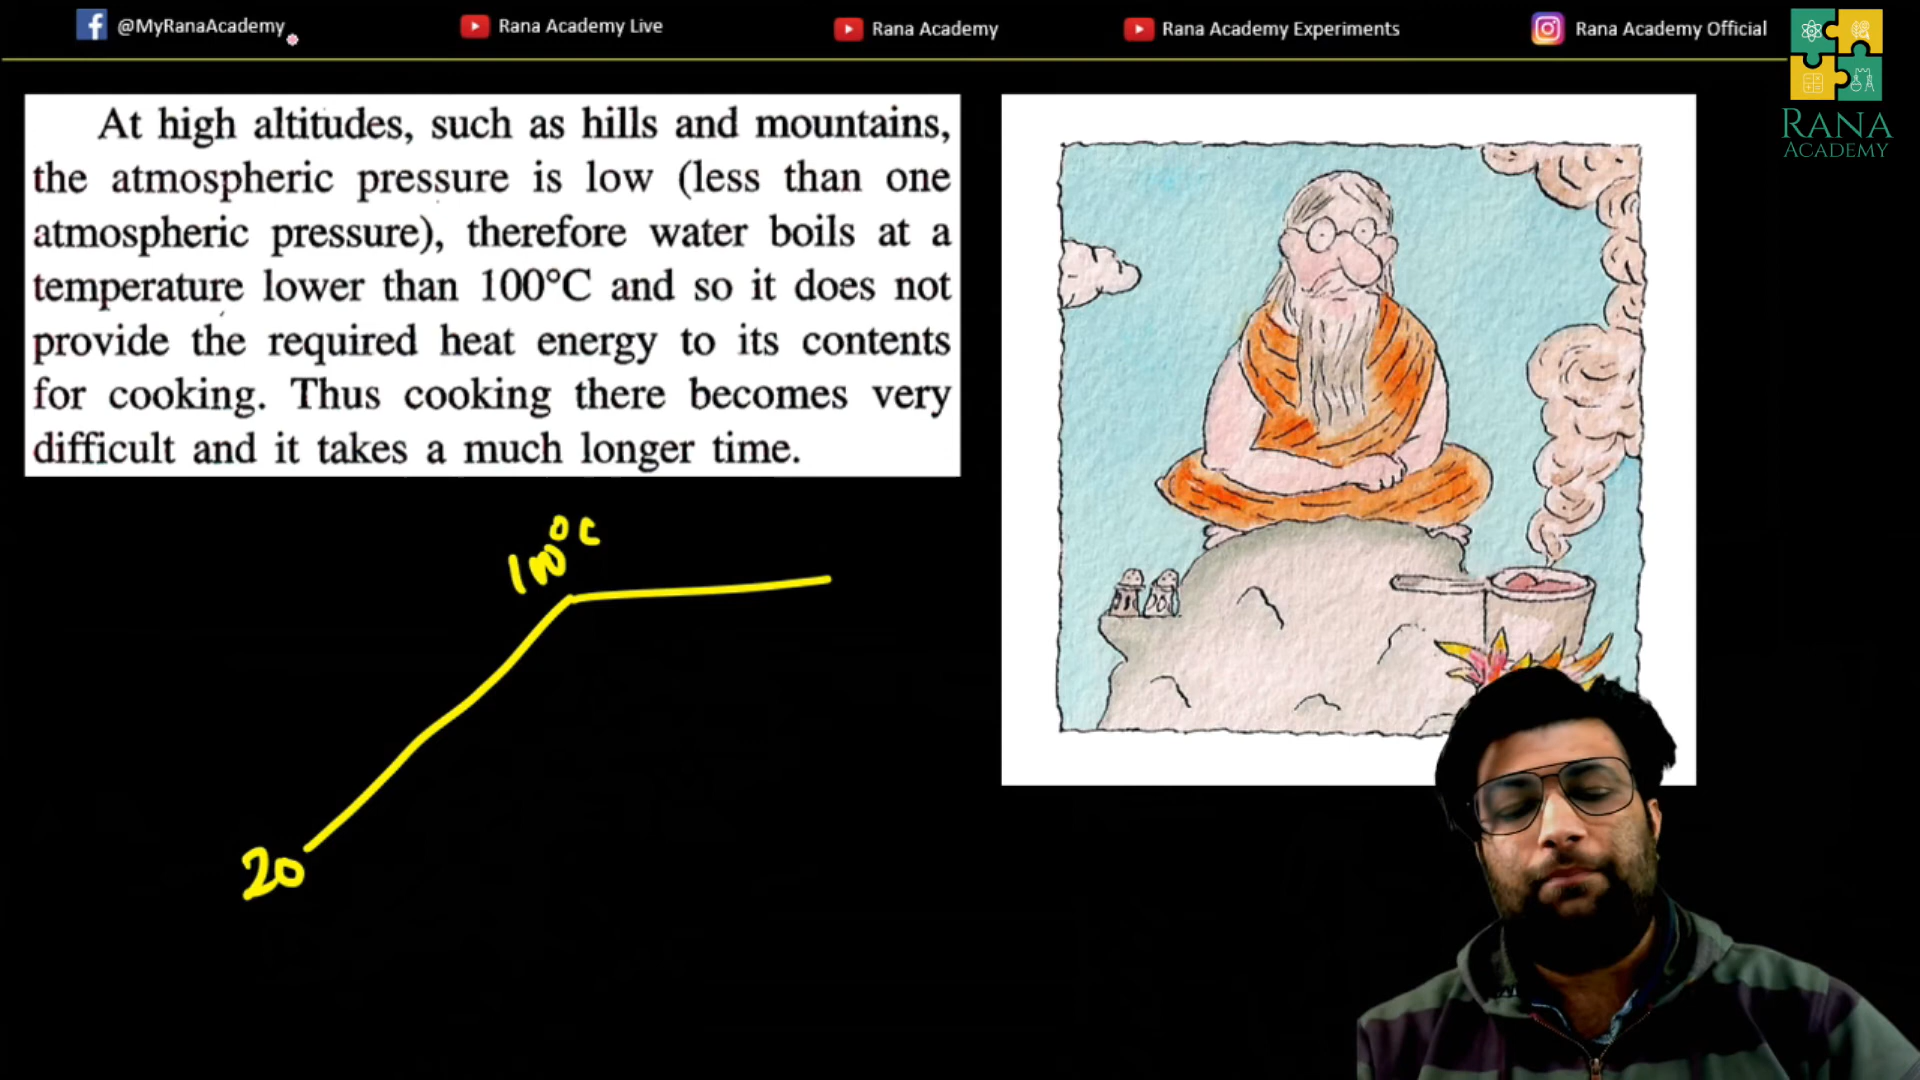 @MyRanaAcademy
Rana Academy Live
Rana Academy
Rana Academy Experiments
Rana Academy Official
RANA
ACADEMY
At high altitudes, such as hills and mountains,
the atmospheric pressure is low (less than one
atmospheric pressure), therefore water boils at a
temperature lower than 100°C and so it does not
provide the required heat energy to its contents
for cooking. Thus cooking there becomes very
difficult and it takes a much longer time.
100°C
20